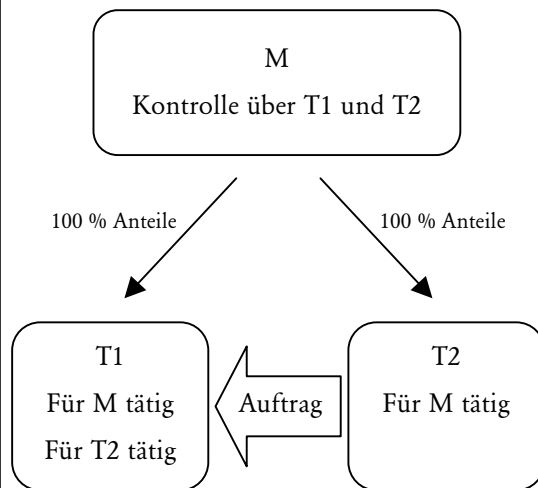 M
Kontrolle über T1 und T2
100 % Anteile
100 % Anteile
T1
Für M tätig
Für T2 tätig
Auftrag
T2
Für M tätig